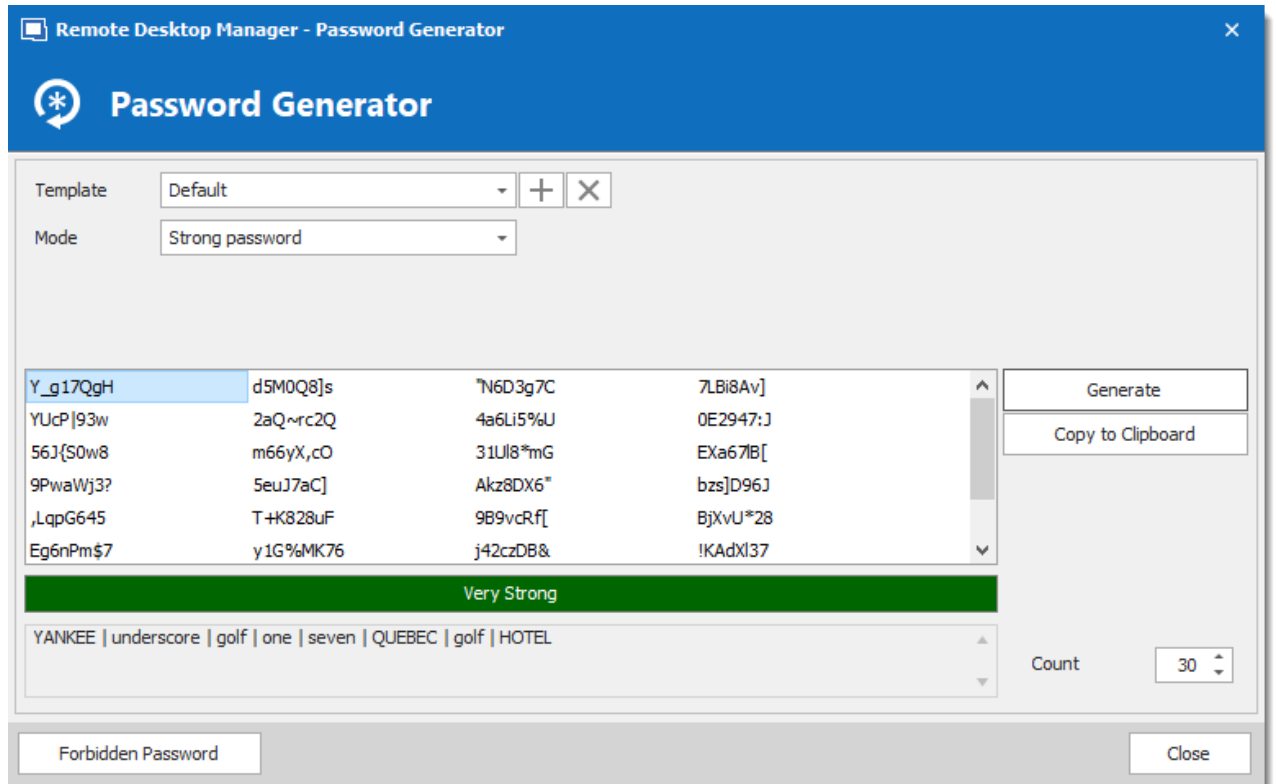 Remote Desktop Manager - Password Generator
Password Generator
Template Default
Mode Strong password
Y_g17QgH d5M0Q8]s "N6D3g7C 7LBi8Av]
YUcP|93w 2aQ~rc2Q 4a6Li5%U 0E2947:J
56J{S0w8 m66yX,cO 31Ul8*mG EXa67lB[
9PwaWj3? 5euJ7aC] Akz8DX6" bzs]D96J
,LqpG645 T+K828uF 9B9vcRf[ BjXvU*28
Eg6nPm$7 y1G%MK76 j42czDB& !KAdXl37
Generate
Copy to Clipboard
Very Strong
YANKEE | underscore | golf | one | seven | QUEBEC | golf | HOTEL
Count 30
Forbidden Password
Close